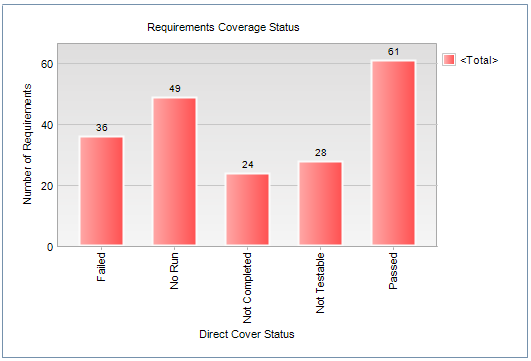 Requirements Coverage Status
<Total>
Number of Requirements
60
40
20
0
36
49
24
28
61
Failed
No Run
Not Completed
Not Testable
Passed
Direct Cover Status